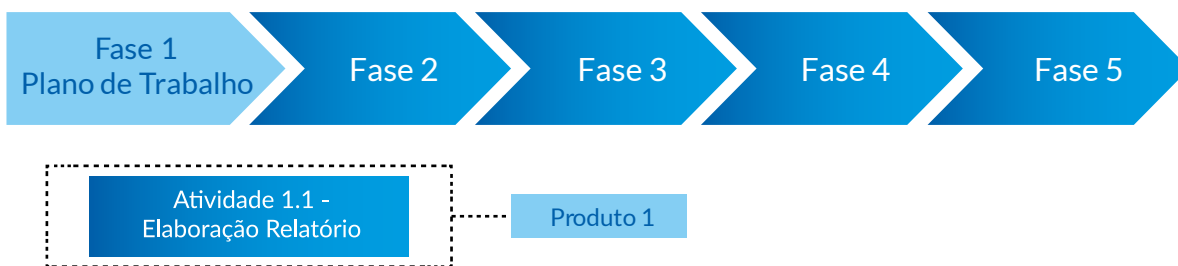 Fase 1
Plano de Trabalho
Fase 2
Fase 3
Fase 4
Fase 5
Atividade 1.1 -
Elaboração Relatório
Produto 1